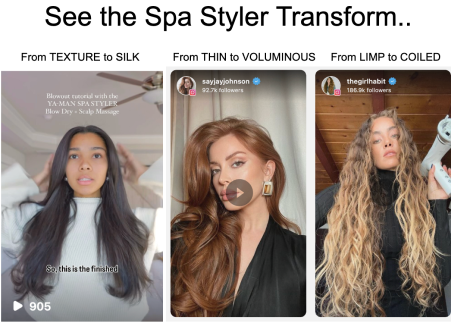 See the Spa Styler Transform..
From TEXTURE to SILK
From THIN to VOLUMINOUS
From LIMP to COILED
Blowout tutorial with the
YA-MAN SPA STYLER
Blow Dry + Scalp Massage
So, this is the finished
905
sayjayjohnson
92.7k followers
thegirlhabit
186.9k followers